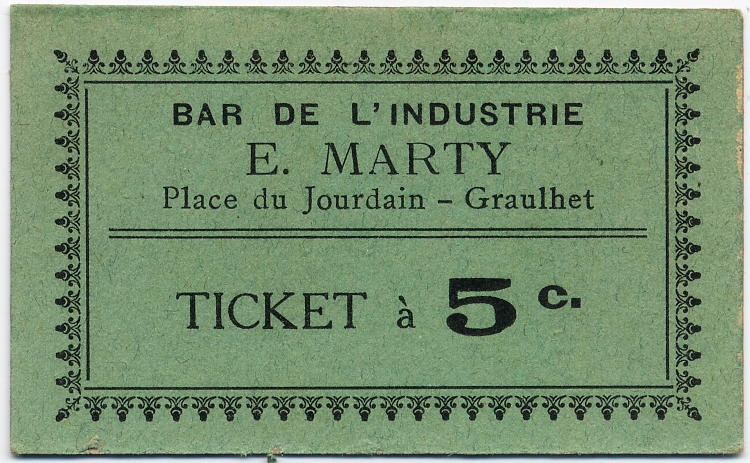 BAR DE L'INDUSTRIE
E. MARTY
Place du Jourdain – Graulhet
TICKET à 5 c.